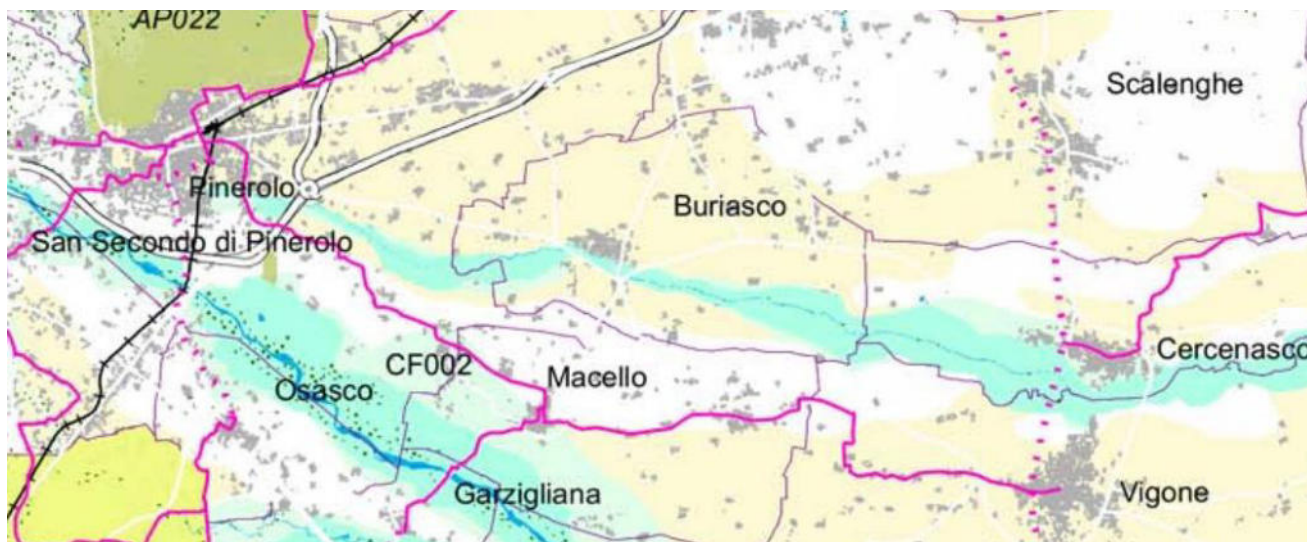 AP022
Scalenghe
Pinerolo
Buriasco
San Secondo di Pinerolo
Cercenasco
CF002
Macello
Osasco
Garzigliana
Vigone